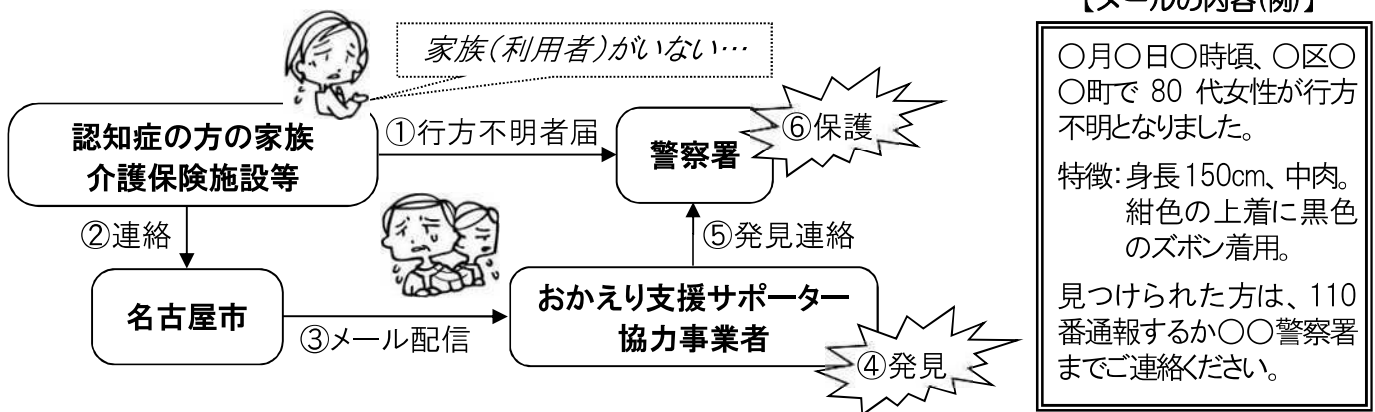 【メールの内容(例)】
家族(利用者)がいない…
認知症の方の家族
介護保険施設等
①行方不明者届
警察署
⑥保護
②連絡
⑤発見連絡
名古屋市
③メール配信
おかえり支援サポーター
協力事業者
④発見
〇月〇日〇時頃、〇区〇
〇町で 80 代女性が行方
不明となりました。
特徴：身長150cm、中肉。
紺色の上着に黒色
のズボン着用。
見つけられた方は、110
番通報するか〇〇警察署
までご連絡ください。